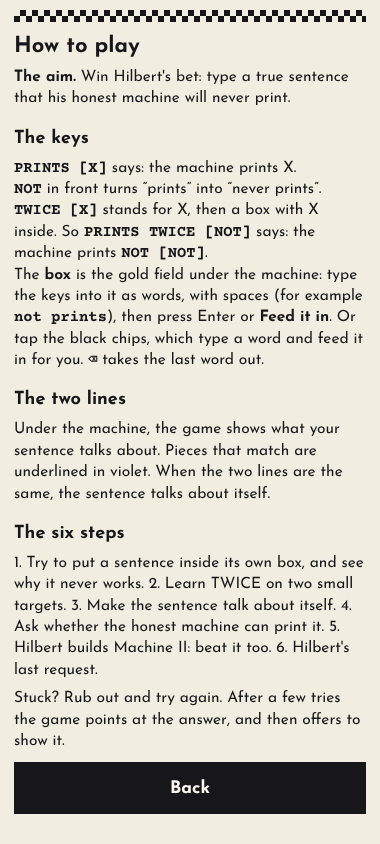 How to play
The aim. Win Hilbert's bet: type a true sentence
that his honest machine will never print.
The keys
PRINTS [X] says: the machine prints X.
NOT in front turns “prints” into “never prints”.
TWICE [X] stands for X, then a box with X
inside. So PRINTS TWICE [NOT] says: the
machine prints NOT [NOT].
The box is the gold field under the machine: type
the keys into it as words, with spaces (for example
not prints), then press Enter or Feed it in. Or
tap the black chips, which type a word and feed it
in for you. ⌫ takes the last word out.
The two lines
Under the machine, the game shows what your
sentence talks about. Pieces that match are
underlined in violet. When the two lines are the
same, the sentence talks about itself.
The six steps
1. Try to put a sentence inside its own box, and see
why it never works. 2. Learn TWICE on two small
targets. 3. Make the sentence talk about itself. 4.
Ask whether the honest machine can print it. 5.
Hilbert builds Machine II: beat it too. 6. Hilbert's
last request.
Stuck? Rub out and try again. After a few tries
the game points at the answer, and then offers to
show it.
Back